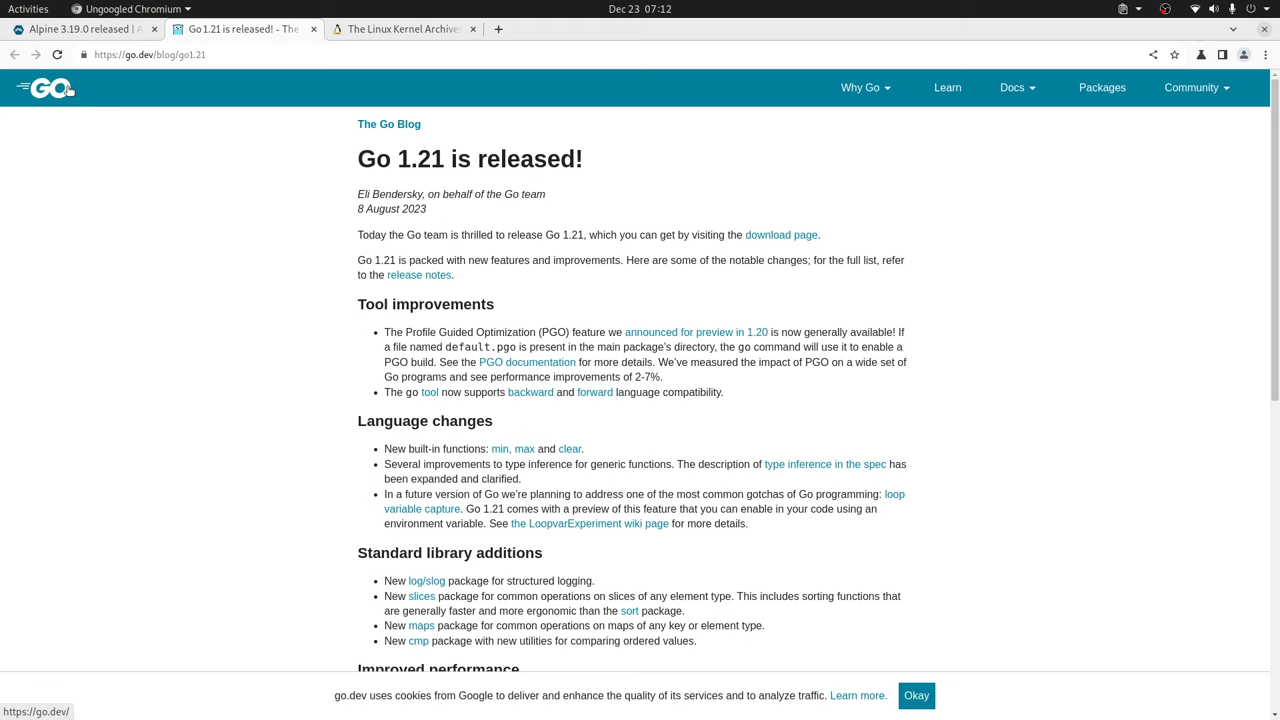 Activities
Ungoogled Chromium
Dec 23 07:12
Alpine 3.19.0 released | A
Go 1.21 is released! - The
The Linux Kernel Archives
https://go.dev/blog/go1.21
GO
Why Go
Learn
Docs
Packages
Community
The Go Blog
Go 1.21 is released!
Eli Bendersky, on behalf of the Go team
8 August 2023
Today the Go team is thrilled to release Go 1.21, which you can get by visiting the download page.
Go 1.21 is packed with new features and improvements. Here are some of the notable changes; for the full list, refer
to the release notes.
Tool improvements
The Profile Guided Optimization (PGO) feature we announced for preview in 1.20 is now generally available! If
a file named default.pgo is present in the main package's directory, the go command will use it to enable a
PGO build. See the PGO documentation for more details. We've measured the impact of PGO on a wide set of
Go programs and see performance improvements of 2-7%.
The go tool now supports backward and forward language compatibility.
Language changes
New built-in functions: min, max and clear.
Several improvements to type inference for generic functions. The description of type inference in the spec has
been expanded and clarified.
In a future version of Go we're planning to address one of the most common gotchas of Go programming: loop
variable capture. Go 1.21 comes with a preview of this feature that you can enable in your code using an
environment variable. See the LoopvarExperiment wiki page for more details.
Standard library additions
New log/slog package for structured logging.
New slices package for common operations on slices of any element type. This includes sorting functions that
are generally faster and more ergonomic than the sort package.
New maps package for common operations on maps of any key or element type.
New cmp package with new utilities for comparing ordered values.
Improved performance
go.dev uses cookies from Google to deliver and enhance the quality of its services and to analyze traffic. Learn more.
Okay
https://go.dev/